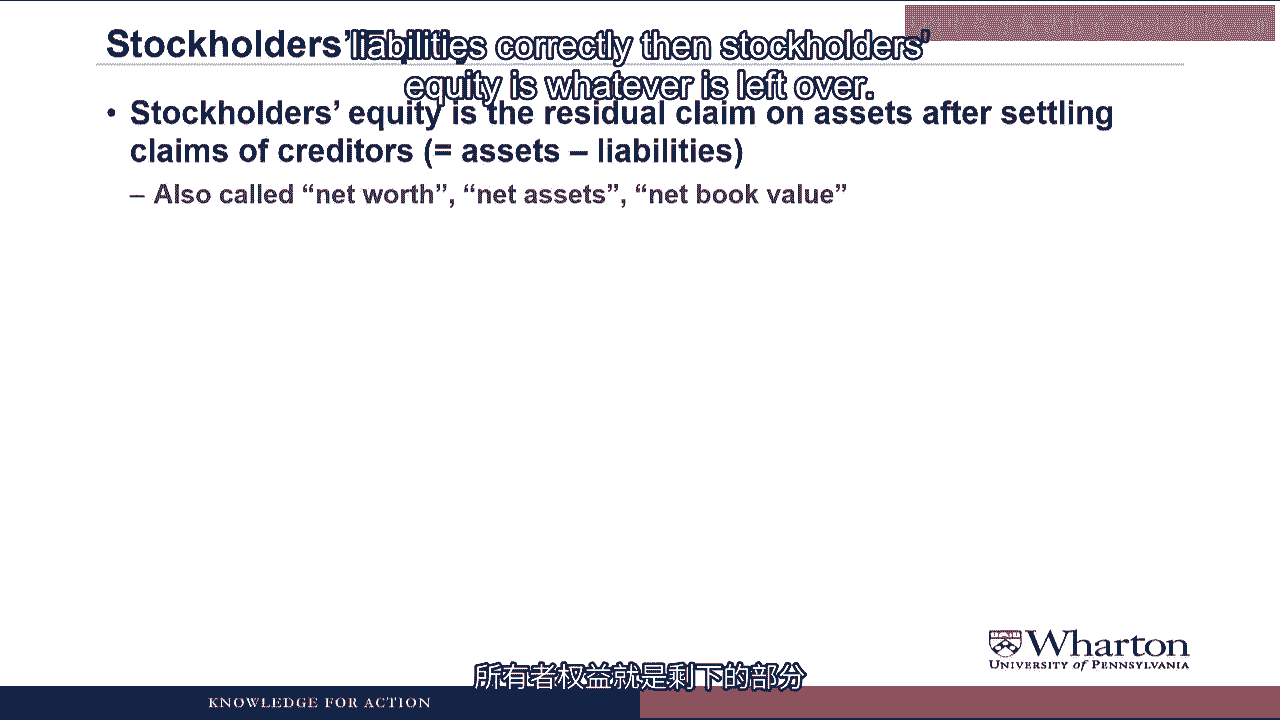 Stockholders’
liabilities correctly then stockholders'
equity is whatever is left over.
• Stockholders’ equity is the residual claim on assets after settling
claims of creditors (= assets – liabilities)
– Also called “net worth”, “net assets”, “net book value”
Wharton
UNIVERSITY of PENNSYLVANIA
所有者权益就是剩下的部分
KNOWLEDGE FOR ACTION